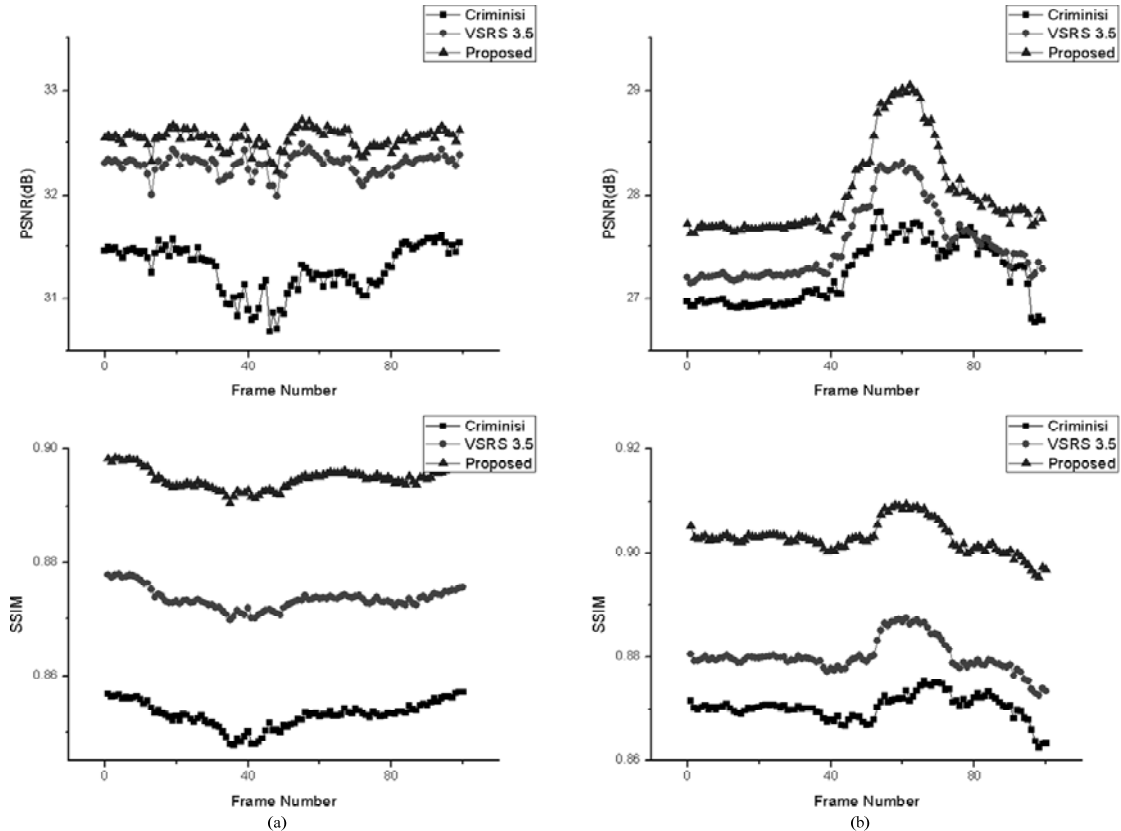 Criminisi
VSRS 3.5
Proposed
33
32
31
PSNR(dB)
0
40
80
Frame Number
Criminisi
VSRS 3.5
Proposed
29
28
27
PSNR(dB)
0
40
80
Frame Number
Criminisi
VSRS 3.5
Proposed
0.90
0.88
0.86
SSIM
0
40
80
Frame Number
(a)
Criminisi
VSRS 3.5
Proposed
0.92
0.90
0.88
0.86
SSIM
0
40
80
Frame Number
(b)